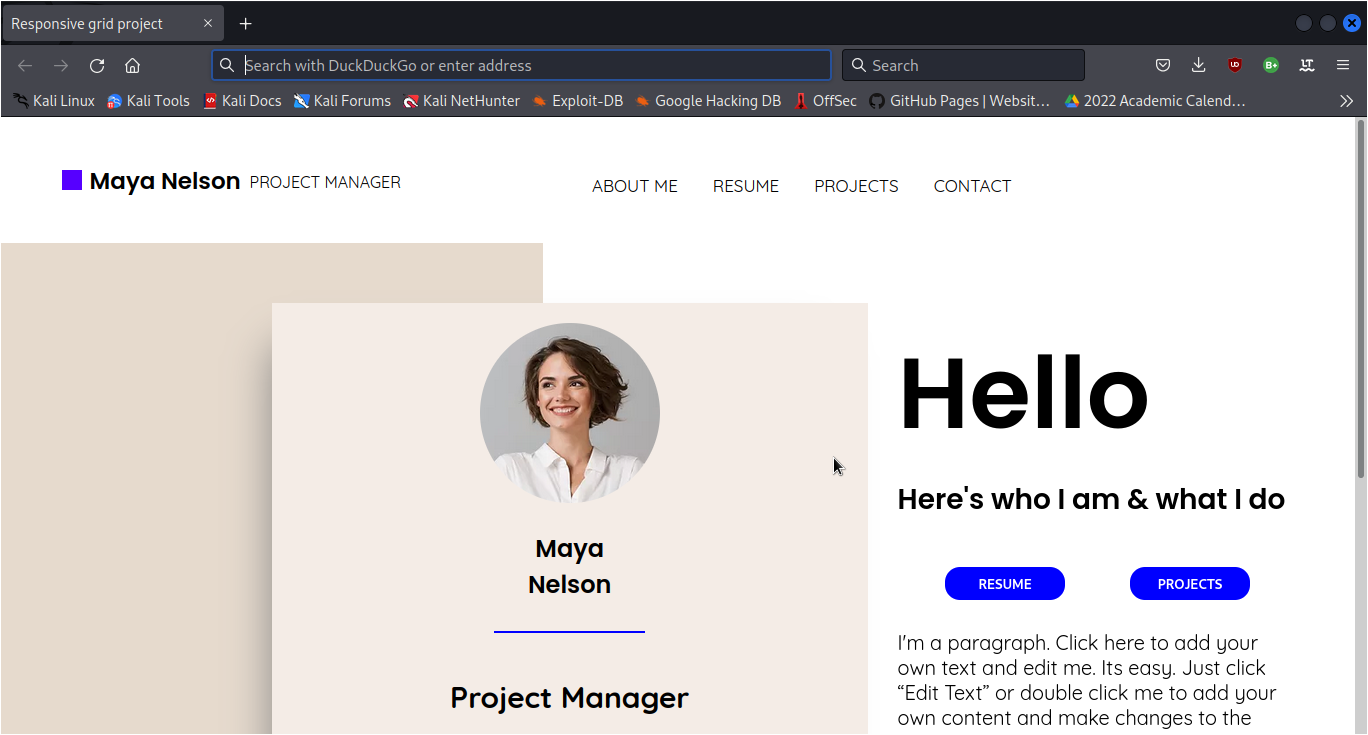 Responsive grid project
Search with DuckDuckGo or enter address
Search
Kali Linux Kali Tools Kali Docs Kali Forums Kali NetHunter Exploit-DB Google Hacking DB OffSec GitHub Pages | Websit… 2022 Academic Calend…
Maya Nelson PROJECT MANAGER
ABOUT ME RESUME PROJECTS CONTACT
Hello
Here's who I am & what I do
Maya
Nelson
RESUME PROJECTS
I'm a paragraph. Click here to add your
own text and edit me. Its easy. Just click
“Edit Text” or double click me to add your
own content and make changes to the
Project Manager